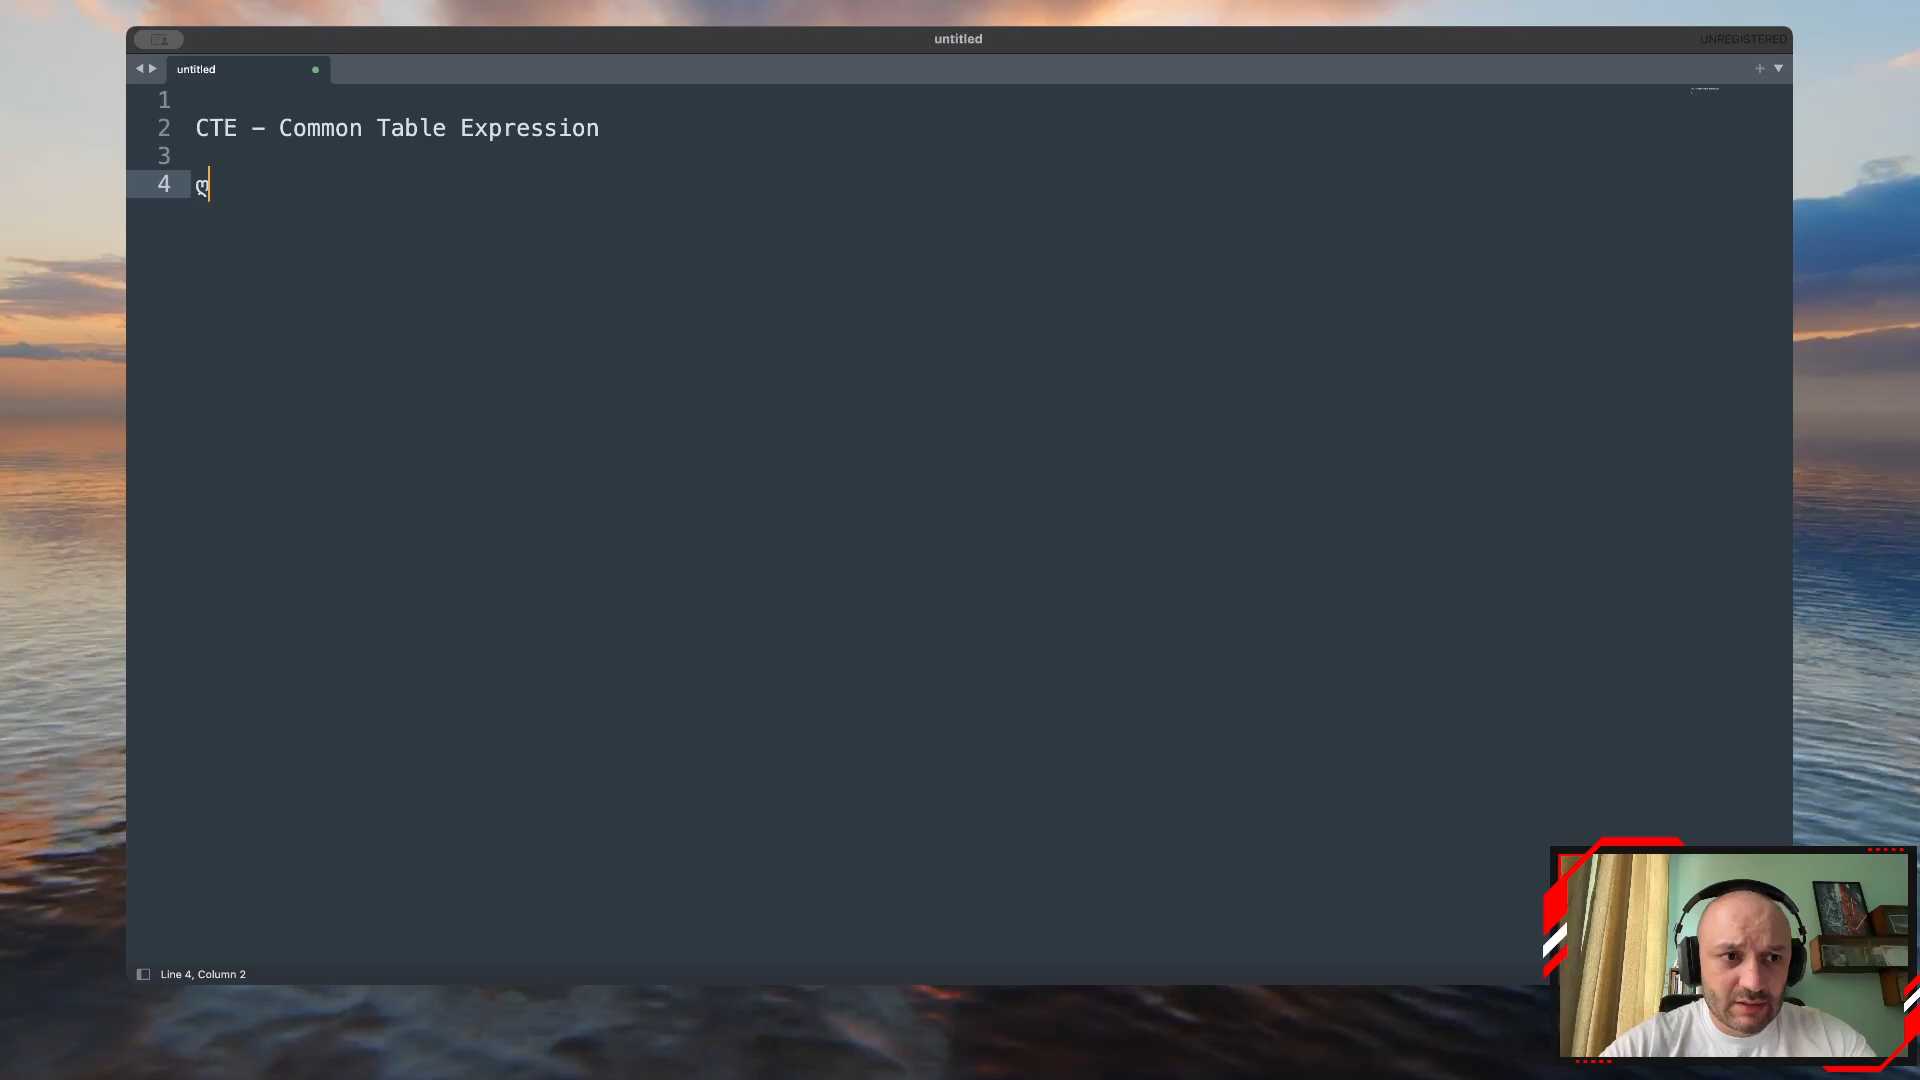 untitled
UNREGISTERED
untitled
1
2 CTE - Common Table Expression
3
4 ღ
Line 4, Column 2